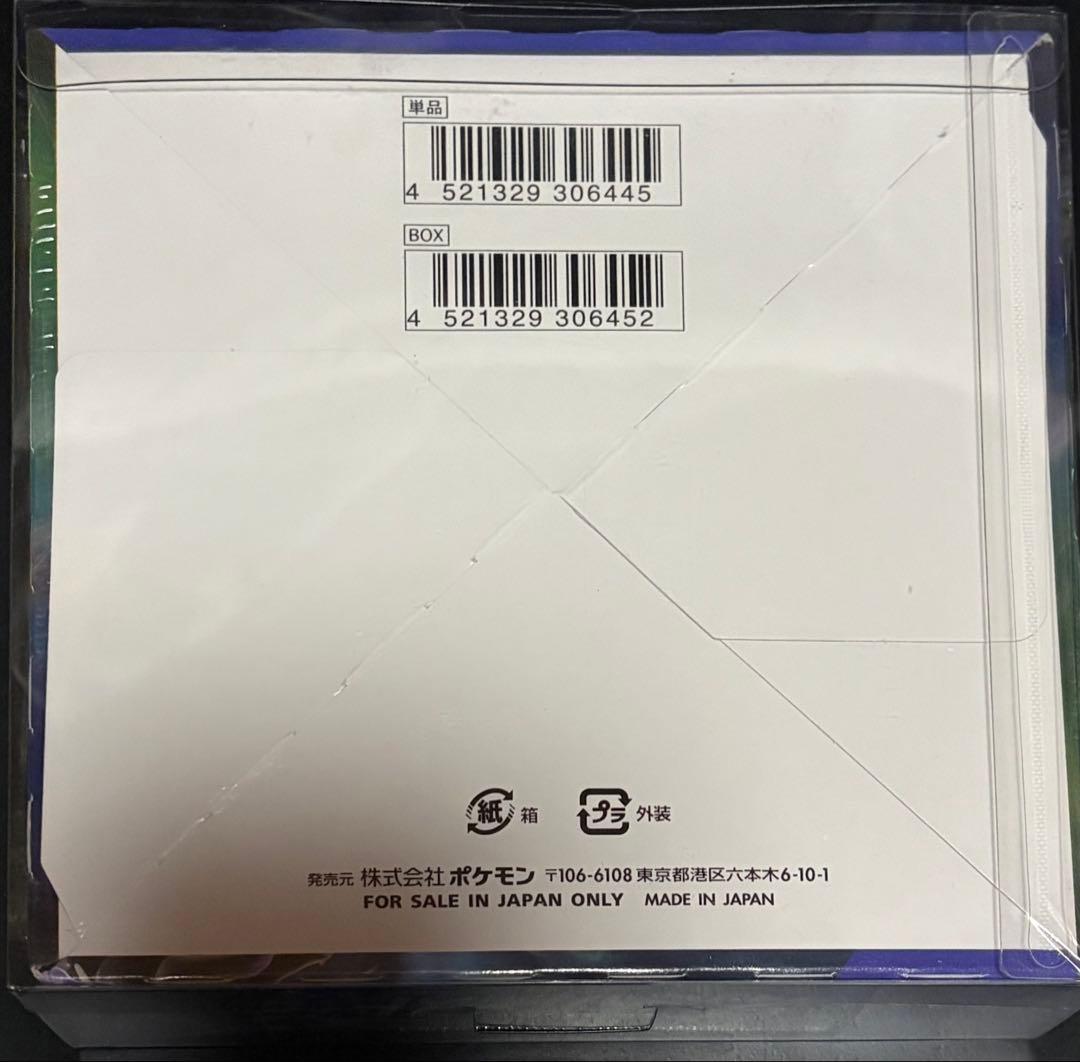 単品
4 521329 306445
BOX
4 521329 306452
紙 箱 プラ 外装
発売元 株式会社ポケモン 〒106-6108 東京都港区六本木6-10-1
FOR SALE IN JAPAN ONLY MADE IN JAPAN